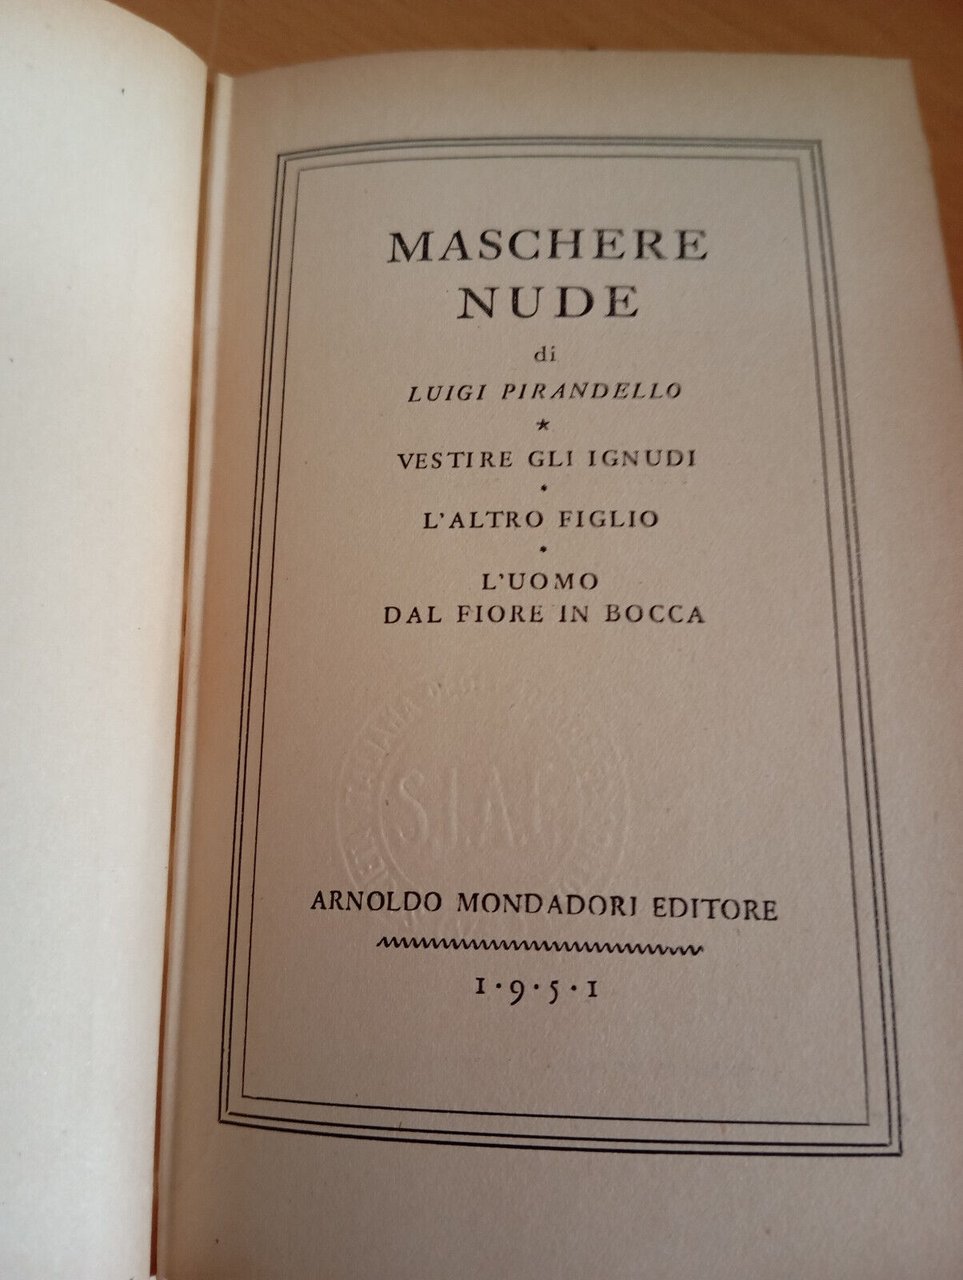 MASCHERE
NUDE
di
LUIGI PIRANDELLO
*
VESTIRE GLI IGNUDI
•
L'ALTRO FIGLIO
•
L'UOMO
DAL FIORE IN BOCCA
S.I.A.E.
ARNOLDO MONDADORI EDITORE
1·9·5·1